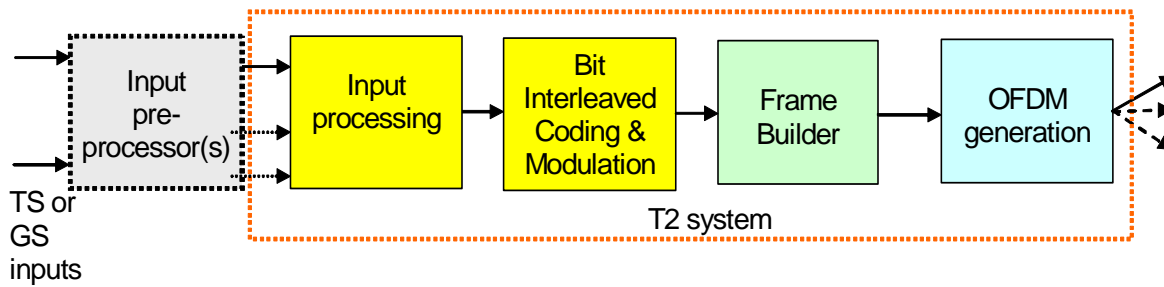 Input
pre-
processor(s)
Input
processing
Bit
Interleaved
Coding &
Modulation
Frame
Builder
OFDM
generation
TS or
GS
inputs
T2 system